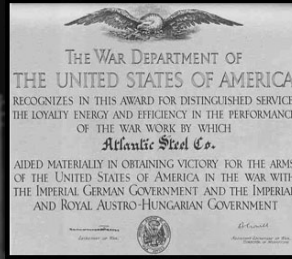 THE WAR DEPARTMENT OF
THE UNITED STATES OF AMERICA
RECOGNIZES IN THIS AWARD FOR DISTINGUISHED SERVICE
THE LOYALTY ENERGY AND EFFICIENCY IN THE PERFORMANCE
OF THE WAR WORK BY WHICH
Atlantic Steel Co.
AIDED MATERIALLY IN OBTAINING VICTORY FOR THE ARMS
OF THE UNITED STATES OF AMERICA IN THE WAR WITH
THE IMPERIAL GERMAN GOVERNMENT AND THE IMPERIAL
AND ROYAL AUSTRO-HUNGARIAN GOVERNMENT